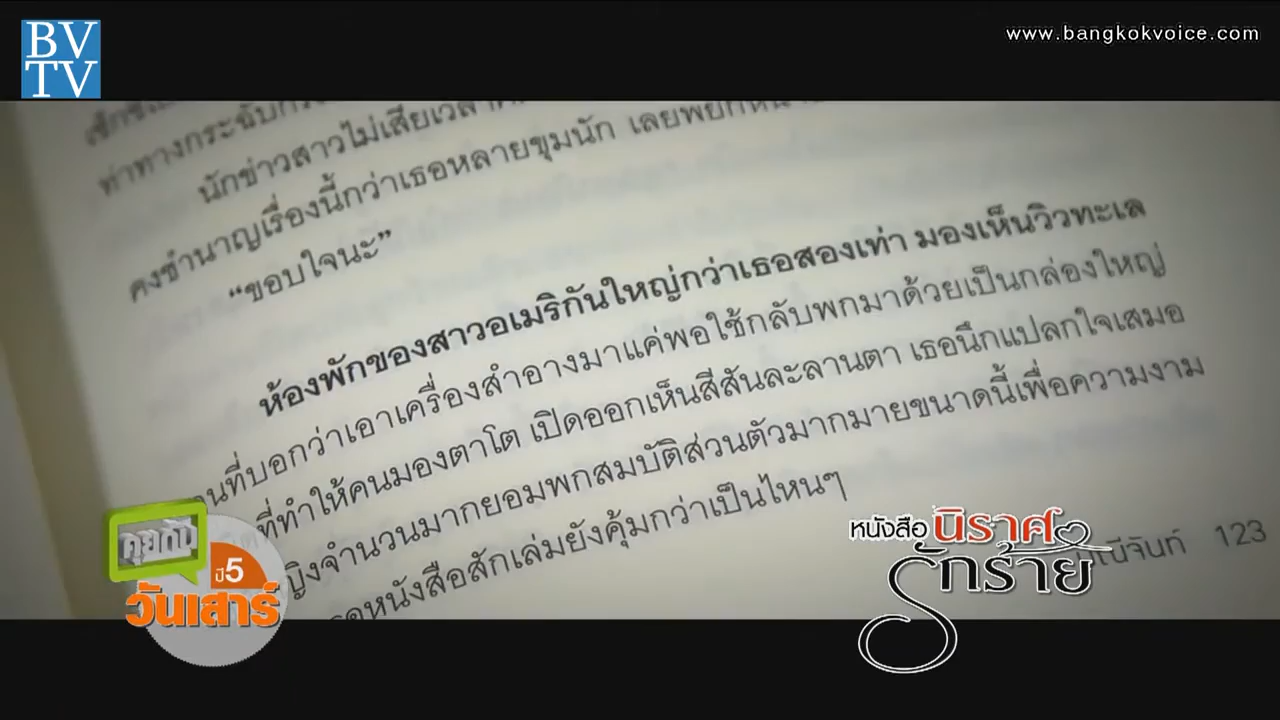 BV
TV
www.bangkokvoice.com
ท่าทางกระฉับ
นักข่าวสาวไม่เสียเวลา
คงชำนาญเรื่องนี้กว่าเธอหลายขุมนัก เลยพยักหน้า
“ขอบใจนะ”
ห้องพักของสาวอเมริกันใหญ่กว่าเธอสองเท่า มองเห็นวิวทะเล
ที่บอกว่าเอาเครื่องสำอางมาแค่พอใช้กลับพกมาด้วยเป็นกล่องใหญ่
ที่ทำให้คนมองตาโต เปิดออกเห็นสีสันละลานตา เธอนึกแปลกใจเสมอ
จำนวนมากยอมพกสมบัติส่วนตัวมากมายขนาดนี้เพื่อความงาม
หนังสือสักเล่มยังคุ้มกว่าเป็นไหนๆ
123
คุยกัน
ปี5
วันเสาร์
หนังสือ นิราศ
รักร้าย